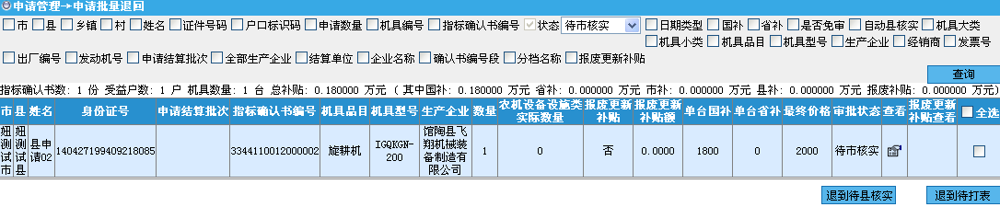 申请管理→申请批量退回
市 县 乡镇 村 姓名 证件号码 户口标识码 申请数量 机具编号 指标确认书编号 状态 待市核实 日期类型 国补 省补 是否免审 自动县核实 机具大类
机具小类 机具品目 机具型号 生产企业 经销商 发票号
出厂编号 发动机号 申请结算批次 全部生产企业 结算单位 企业名称 确认书编号段 分档名称 报废更新补贴
查询
指标确认书数: 1 份 受益户数: 1 户 机具数量: 1 台 总补贴: 0.180000 万元 ( 其中国补: 0.180000 万元 省补: 0.000000 万元 市补: 0.000000 万元 县补: 0.000000 万元 报废补贴: 0.000000 万元)
市 县 姓名 身份证号 申请结算批次 指标确认书编号 机具品目 机具型号 生产企业 数量 农机设备设施类实际数量 报废更新补贴 报废更新补贴额 单台国补 单台省补 最终价格 审批状态 查看 报废更新补贴查看 全选
妞测试市 妞测试县 县申请02 140427199409218085 3344110012000002 旋耕机 IGQKGN-200 馆陶县飞翔机械装备制造有限公司 1 0 否 0.0000 1800 0 2000 待市核实
退到待县核实 退到待打表